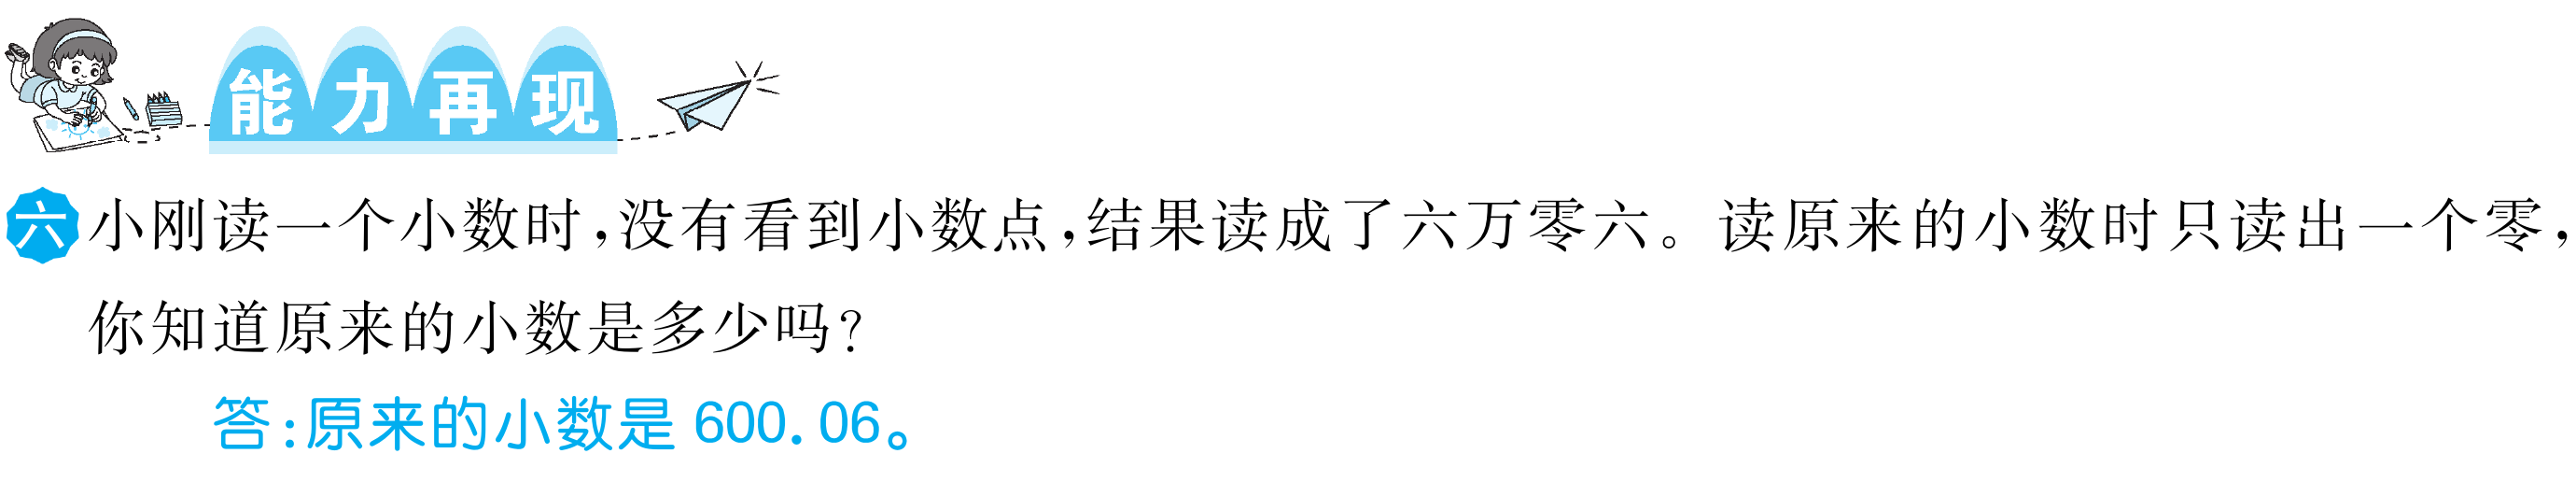 能力再现
六 小刚读一个小数时,没有看到小数点,结果读成了六万零六。读原来的小数时只读出一个零,
你知道原来的小数是多少吗?
答:原来的小数是 600.06。